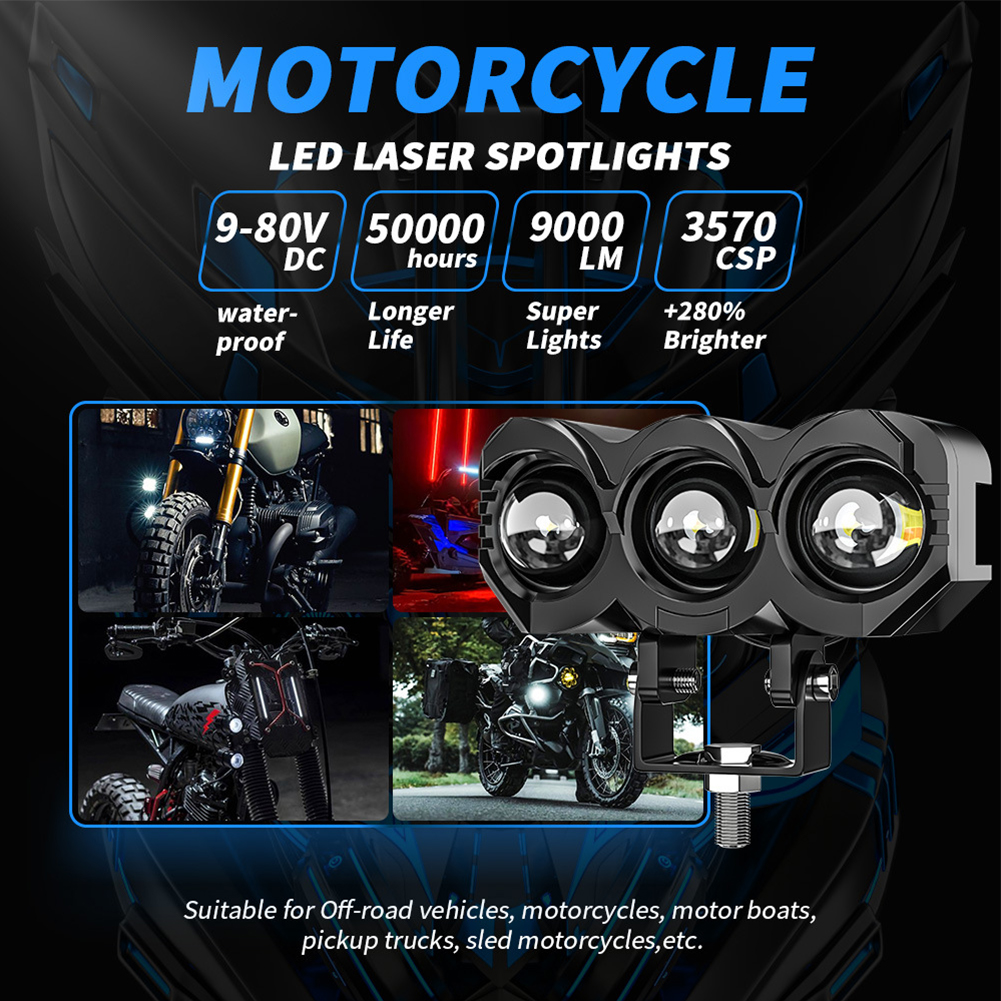 MOTORCYCLE
LED LASER SPOTLIGHTS
9-80V
DC
50000
hours
9000
LM
3570
CSP
water-
proof
Longer
Life
Super
Lights
+280%
Brighter
Suitable for Off-road vehicles, motorcycles, motor boats,
pickup trucks, sled motorcycles,etc.